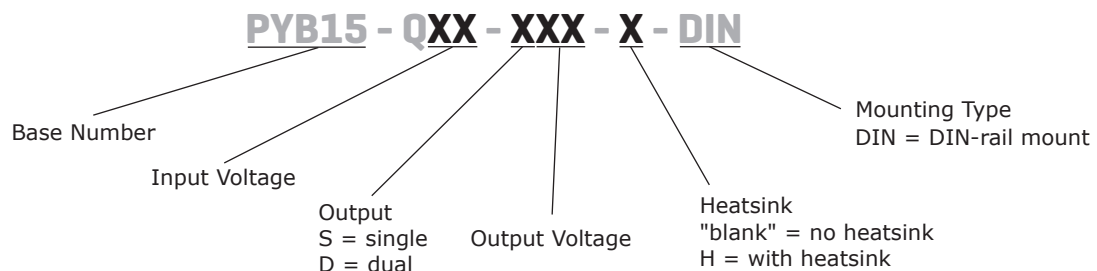 PYB15 - QXX - XXX - X - DIN
Base Number
Input Voltage
Output
S = single
D = dual
Output Voltage
Heatsink
"blank" = no heatsink
H = with heatsink
Mounting Type
DIN = DIN-rail mount